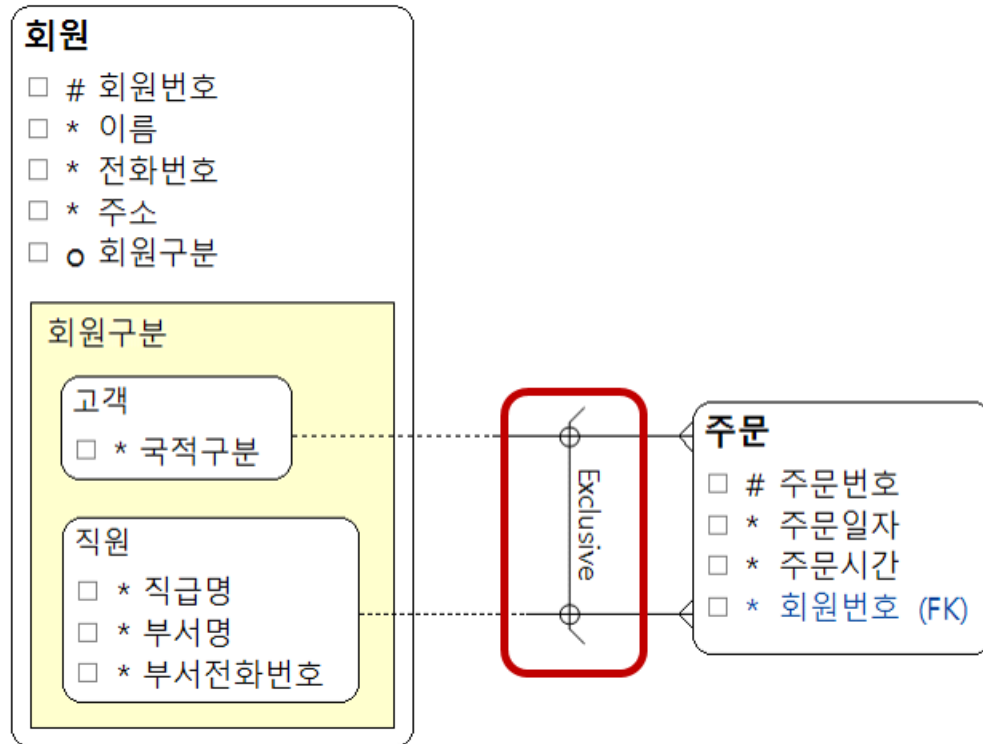 회원
# 회원번호
* 이름
* 전화번호
* 주소
o 회원구분
회원구분
고객
* 국적구분
직원
* 직급명
* 부서명
* 부서전화번호
Exclusive
주문
# 주문번호
* 주문일자
* 주문시간
* 회원번호 (FK)